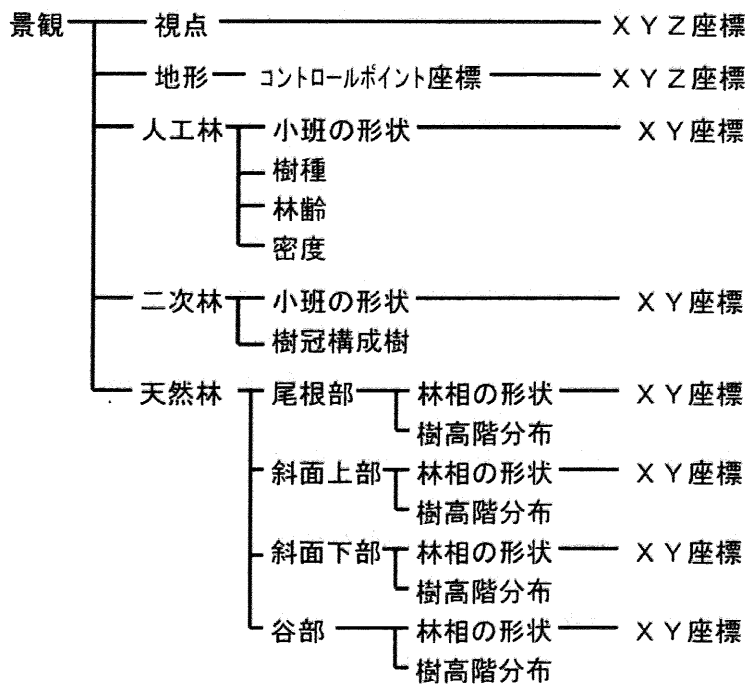 景観 視点 ＸＹＺ座標
地形 コントロールポイント座標 ＸＹＺ座標
人工林 小班の形状 ＸＹ座標
樹種
林齢
密度
二次林 小班の形状 ＸＹ座標
樹冠構成樹
天然林 尾根部 林相の形状 ＸＹ座標
樹高階分布
斜面上部 林相の形状 ＸＹ座標
樹高階分布
斜面下部 林相の形状 ＸＹ座標
樹高階分布
谷部 林相の形状 ＸＹ座標
樹高階分布